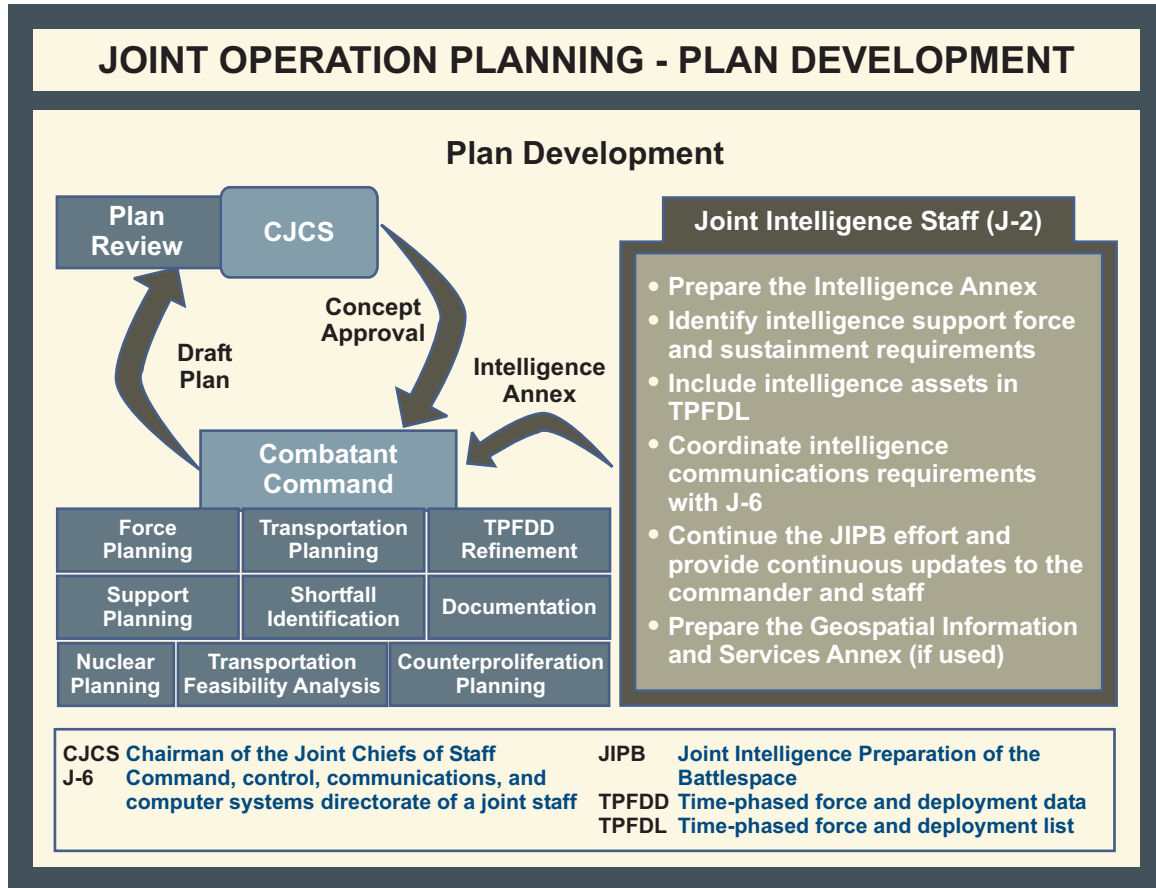 JOINT OPERATION PLANNING - PLAN DEVELOPMENT
Plan Development
Plan
Review
CJCS
Concept
Approval
Draft
Plan
Intelligence
Annex
Combatant
Command
Force
Planning
Transportation
Planning
TPFDD
Refinement
Support
Planning
Shortfall
Identification
Documentation
Nuclear
Planning
Transportation
Feasibility Analysis
Counterproliferation
Planning
Joint Intelligence Staff (J-2)
• Prepare the Intelligence Annex
• Identify intelligence support force
and sustainment requirements
• Include intelligence assets in
TPFDL
• Coordinate intelligence
communications requirements
with J-6
• Continue the JIPB effort and
provide continuous updates to the
commander and staff
• Prepare the Geospatial Information
and Services Annex (if used)
CJCS Chairman of the Joint Chiefs of Staff
J-6 Command, control, communications, and
computer systems directorate of a joint staff
JIPB Joint Intelligence Preparation of the
Battlespace
TPFDD Time-phased force and deployment data
TPFDL Time-phased force and deployment list